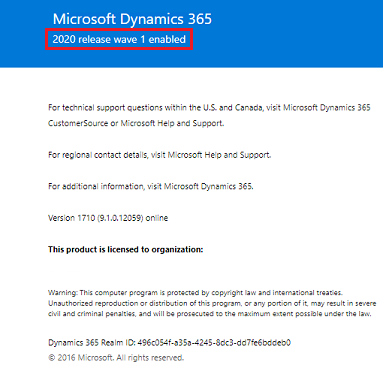 Microsoft Dynamics 365
2020 release wave 1 enabled
For technical support questions within the U.S. and Canada, visit Microsoft Dynamics 365
CustomerSource or Microsoft Help and Support.
For regional contact details, visit Microsoft Help and Support.
For additional information, visit Microsoft Dynamics 365.
Version 1710 (9.1.0.12059) online
This product is licensed to organization:
Warning: This computer program is protected by copyright law and international treaties.
Unauthorized reproduction or distribution of this program, or any portion of it, may result in severe
civil and criminal penalties, and will be prosecuted to the maximum extent possible under the law.
Dynamics 365 Realm ID: 496c054f-a35a-4245-8dc3-dd7fe6bddeb0
© 2016 Microsoft. All rights reserved.